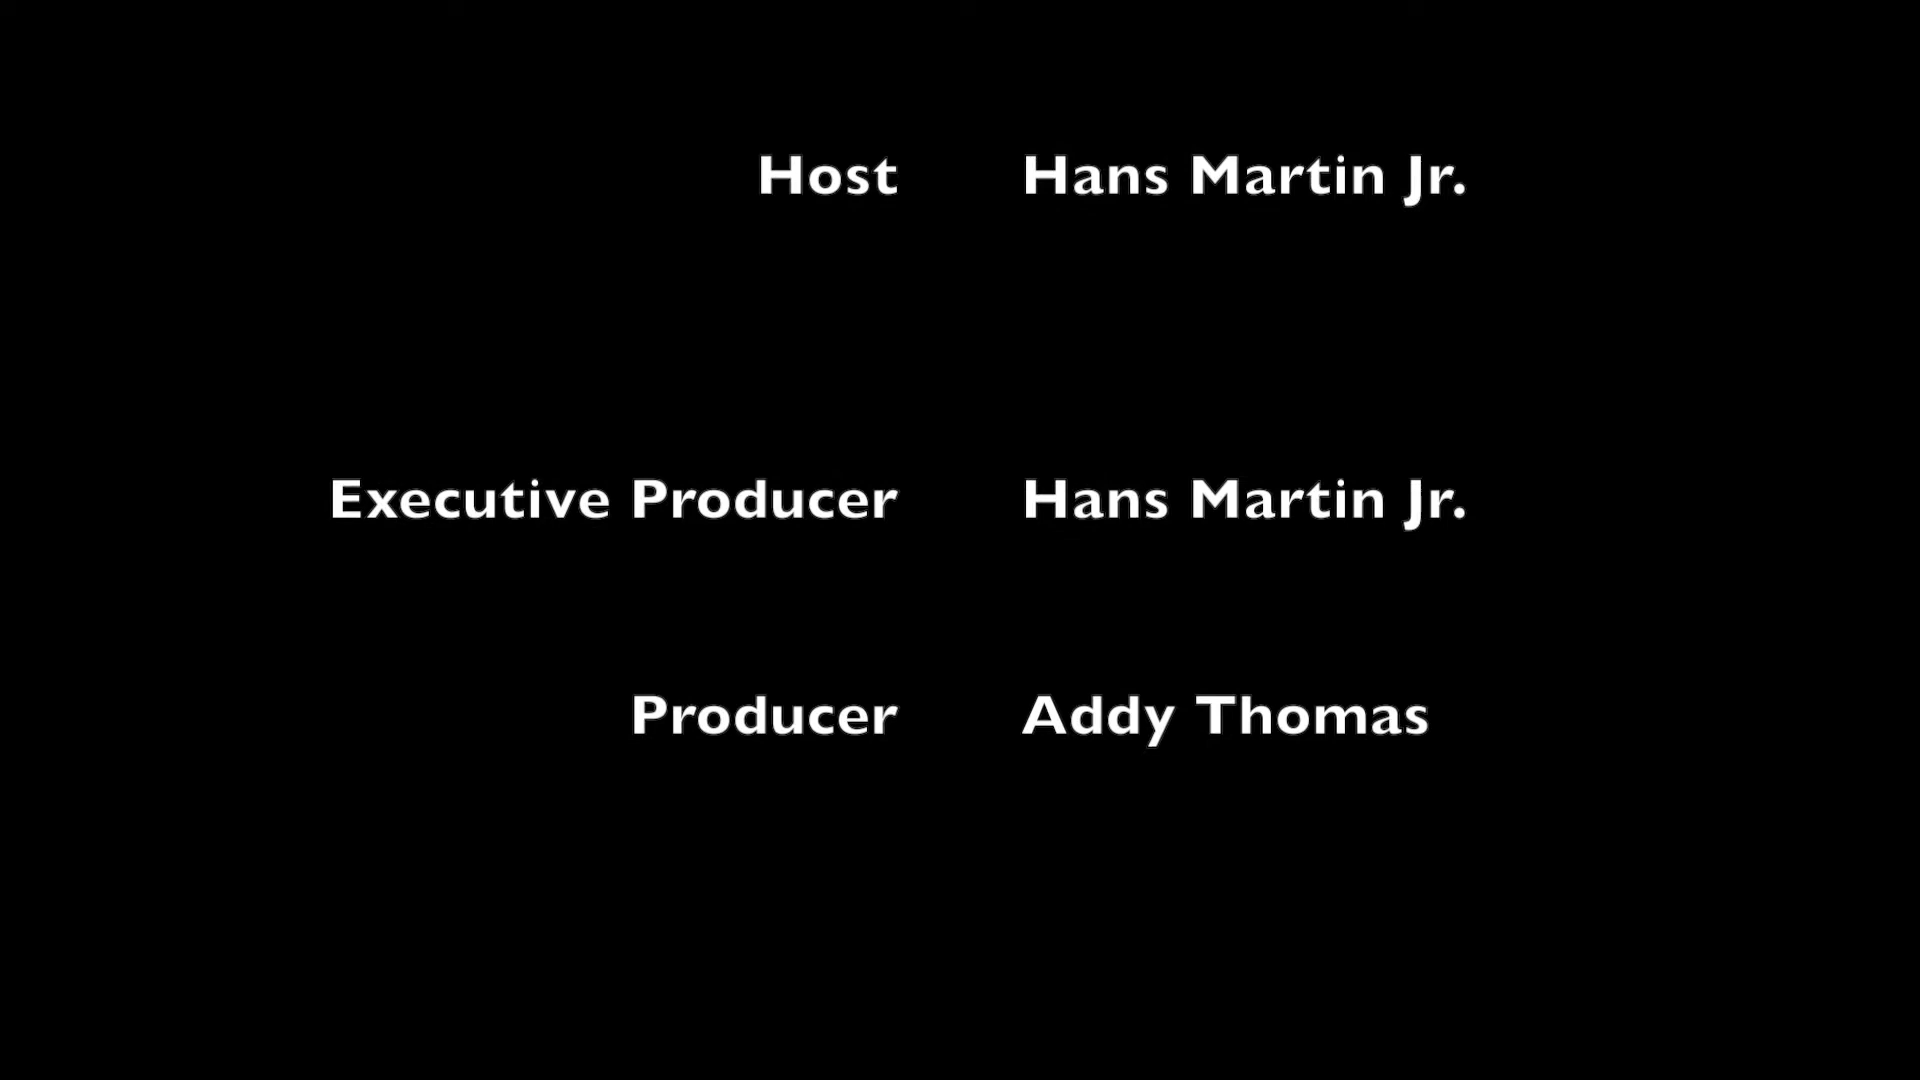 Host Hans Martin Jr.
Executive Producer Hans Martin Jr.
Producer Addy Thomas